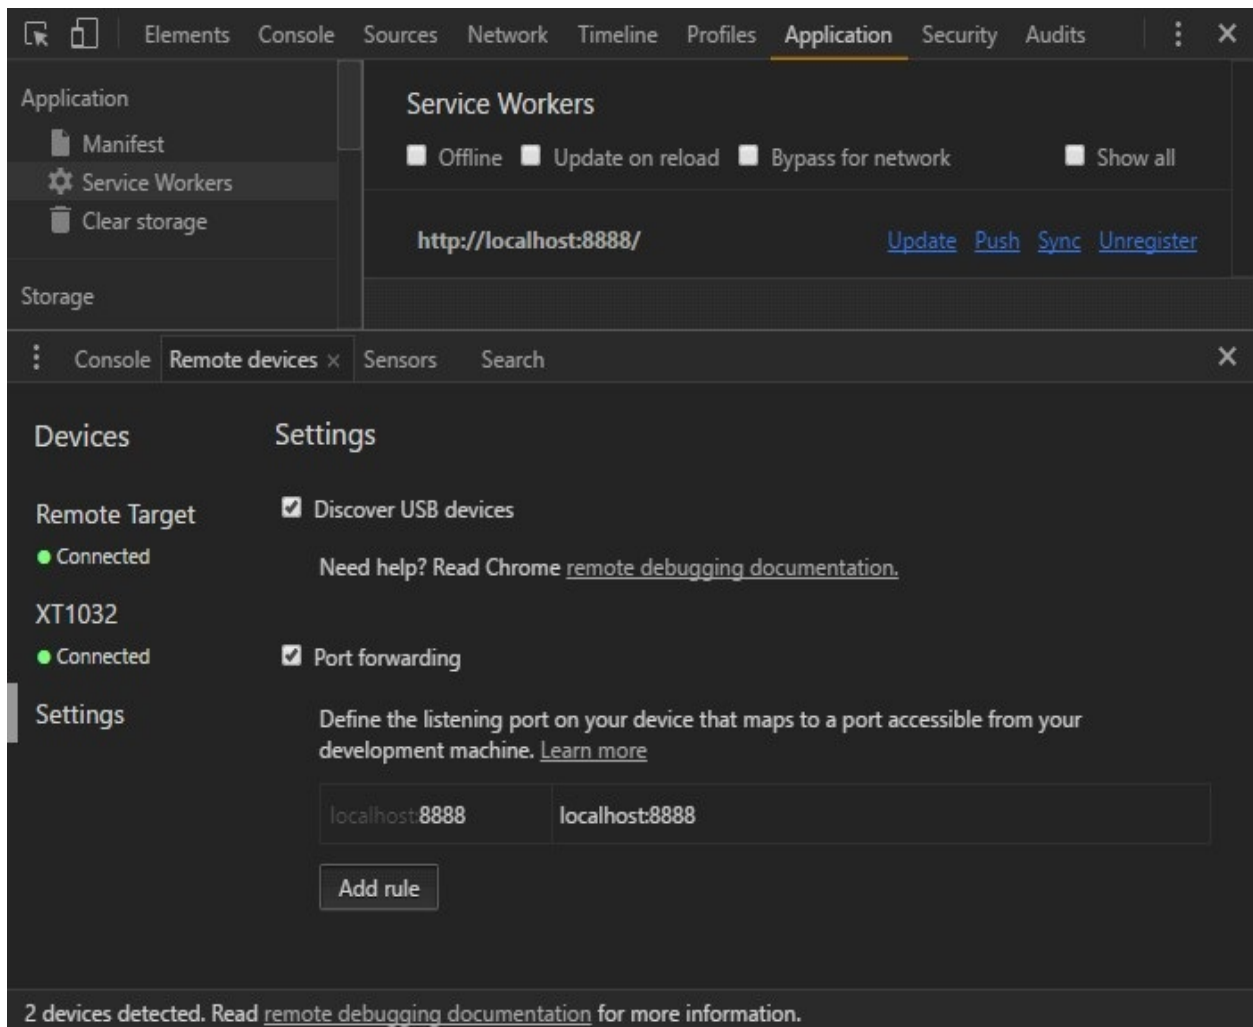 Elements Console Sources Network Timeline Profiles Application Security Audits
Application
Manifest
Service Workers
Clear storage
Storage
Service Workers
Offline Update on reload Bypass for network Show all
http://localhost:8888/ Update Push Sync Unregister
Console Remote devices × Sensors Search
Devices
Remote Target
Connected
XT1032
Connected
Settings
Settings
Discover USB devices
Need help? Read Chrome remote debugging documentation.
Port forwarding
Define the listening port on your device that maps to a port accessible from your
development machine. Learn more
localhost:8888 localhost:8888
Add rule
2 devices detected. Read remote debugging documentation for more information.